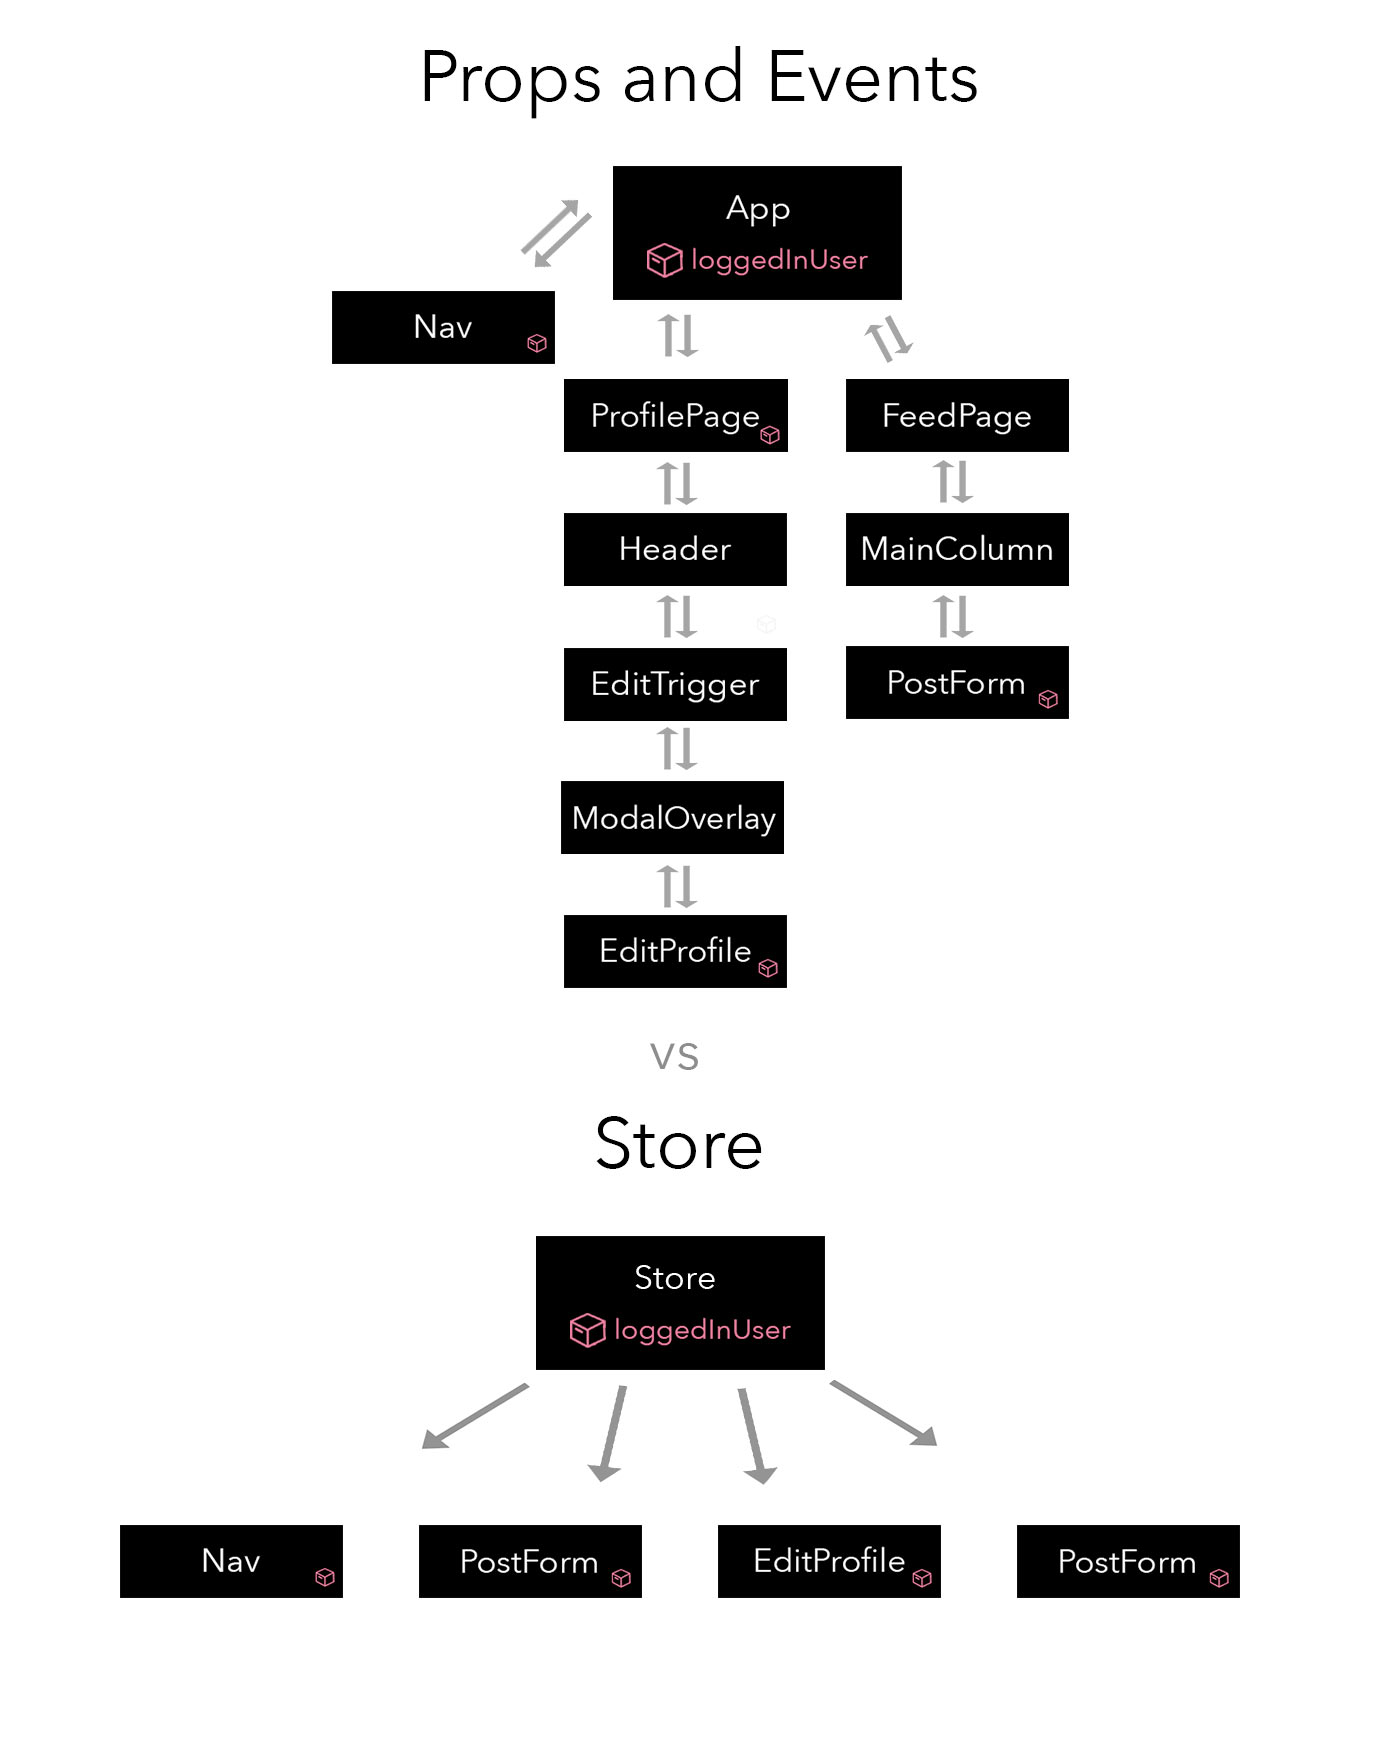 Props and Events
App
loggedInUser
Nav
ProfilePage
FeedPage
Header
MainColumn
EditTrigger
PostForm
ModalOverlay
EditProfile
vs
Store
Store
loggedInUser
Nav
PostForm
EditProfile
PostForm